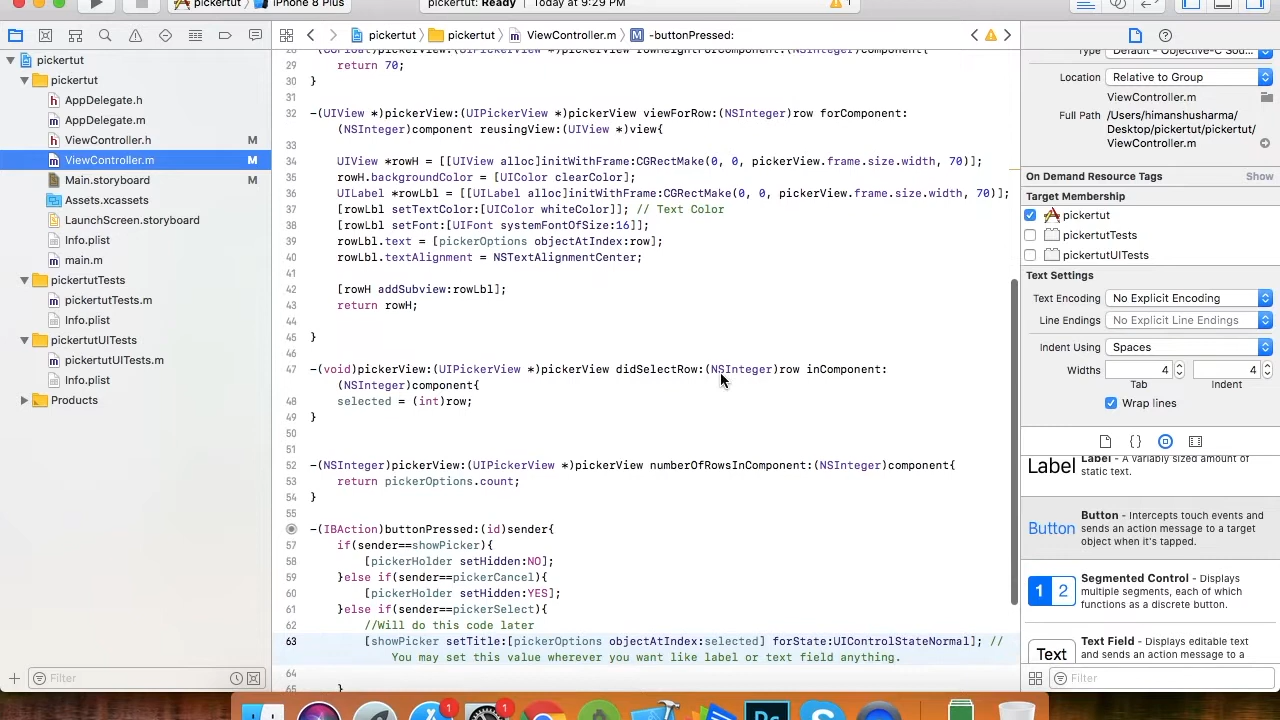 pickertut
iPhone 8 Plus
pickertut: Ready
Today at 9:29 PM
1
pickertut
pickertut
ViewController.m
M
-buttonPressed:
pickertut
pickertut
h AppDelegate.h
m AppDelegate.m
h ViewController.h M
m ViewController.m M
Main.storyboard M
Assets.xcassets
LaunchScreen.storyboard
Info.plist
m main.m
pickertutTests
m pickertutTests.m
Info.plist
pickertutUITests
m pickertutUITests.m
Info.plist
Products
Filter
28 -(CGFloat)pickerView:(UIPickerView *)pickerView rowHeightForComponent:(NSInteger)component{
29 return 70;
30 }
31
32 -(UIView *)pickerView:(UIPickerView *)pickerView viewForRow:(NSInteger)row forComponent:
(NSInteger)component reusingView:(UIView *)view{
33
34 UIView *rowH = [[UIView alloc]initWithFrame:CGRectMake(0, 0, pickerView.frame.size.width, 70)];
35 rowH.backgroundColor = [UIColor clearColor];
36 UILabel *rowLbl = [[UILabel alloc]initWithFrame:CGRectMake(0, 0, pickerView.frame.size.width, 70)];
37 [rowLbl setTextColor:[UIColor whiteColor]]; // Text Color
38 [rowLbl setFont:[UIFont systemFontOfSize:16]];
39 rowLbl.text = [pickerOptions objectAtIndex:row];
40 rowLbl.textAlignment = NSTextAlignmentCenter;
41
42 [rowH addSubview:rowLbl];
43 return rowH;
44
45 }
46
47 -(void)pickerView:(UIPickerView *)pickerView didSelectRow:(NSInteger)row inComponent:
(NSInteger)component{
48 selected = (int)row;
49 }
50
51
52 -(NSInteger)pickerView:(UIPickerView *)pickerView numberOfRowsInComponent:(NSInteger)component{
53 return pickerOptions.count;
54 }
55
-(IBAction)buttonPressed:(id)sender{
57 if(sender==showPicker){
58 [pickerHolder setHidden:NO];
59 }else if(sender==pickerCancel){
60 [pickerHolder setHidden:YES];
61 }else if(sender==pickerSelect){
62 //Will do this code later
63 [showPicker setTitle:[pickerOptions objectAtIndex:selected] forState:UIControlStateNormal]; //
You may set this value wherever you want like label or text field anything.
64
65 }
Type Default - Objective-C Sou...
Location Relative to Group
ViewController.m
Full Path /Users/himanshusharma/
Desktop/pickertut/pickertut/
ViewController.m
On Demand Resource Tags Show
Target Membership
pickertut
pickertutTests
pickertutUITests
Text Settings
Text Encoding No Explicit Encoding
Line Endings No Explicit Line Endings
Indent Using Spaces
Widths 4 4
Tab Indent
Wrap lines
{}
Label Label - A variably sized amount of
static text.
Button Button - Intercepts touch events and
sends an action message to a target
object when it's tapped.
1 2 Segmented Control - Displays
multiple segments, each of which
functions as a discrete button.
Text Text Field - Displays editable text
and sends an action message to a
Filter
1
1
Ps